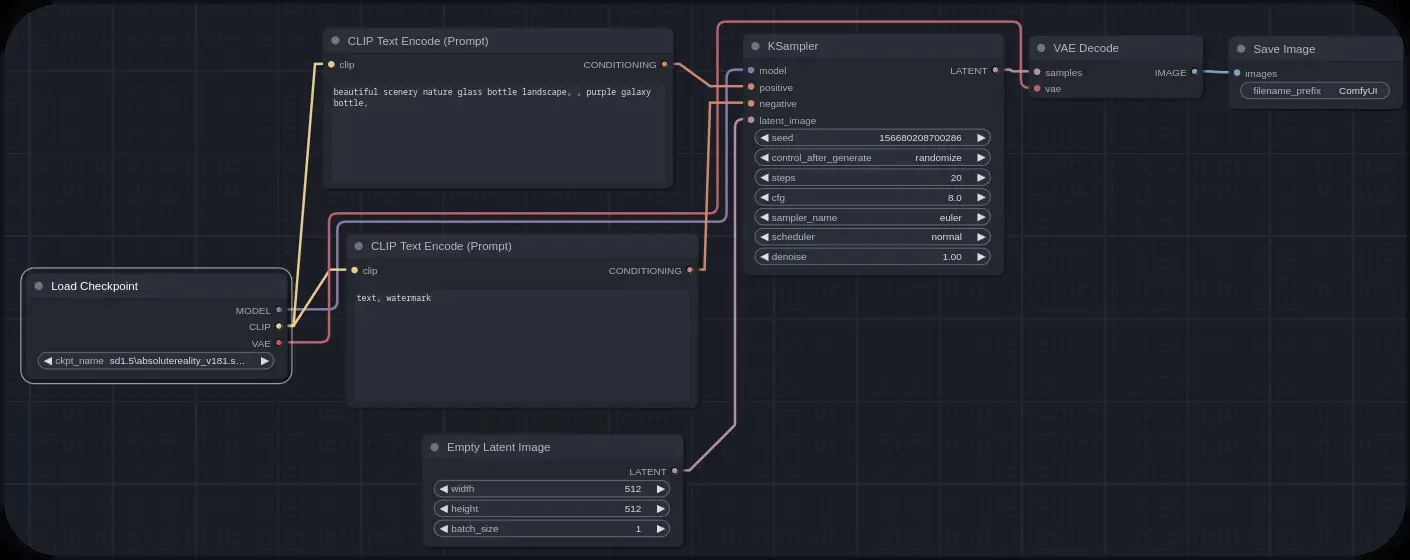 CLIP Text Encode (Prompt)
clip CONDITIONING
beautiful scenery nature glass bottle landscape, , purple galaxy
bottle,
KSampler
model LATENT
positive
negative
latent_image
seed 156680208700286
control_after_generate randomize
steps 20
cfg 8.0
sampler_name euler
scheduler normal
denoise 1.00
VAE Decode
samples IMAGE
vae
Save Image
images
filename_prefix ComfyUI
CLIP Text Encode (Prompt)
clip CONDITIONING
text, watermark
Load Checkpoint
MODEL
CLIP
VAE
ckpt_name sd1.5\absolutereality_v181.s...
Empty Latent Image
LATENT
width 512
height 512
batch_size 1